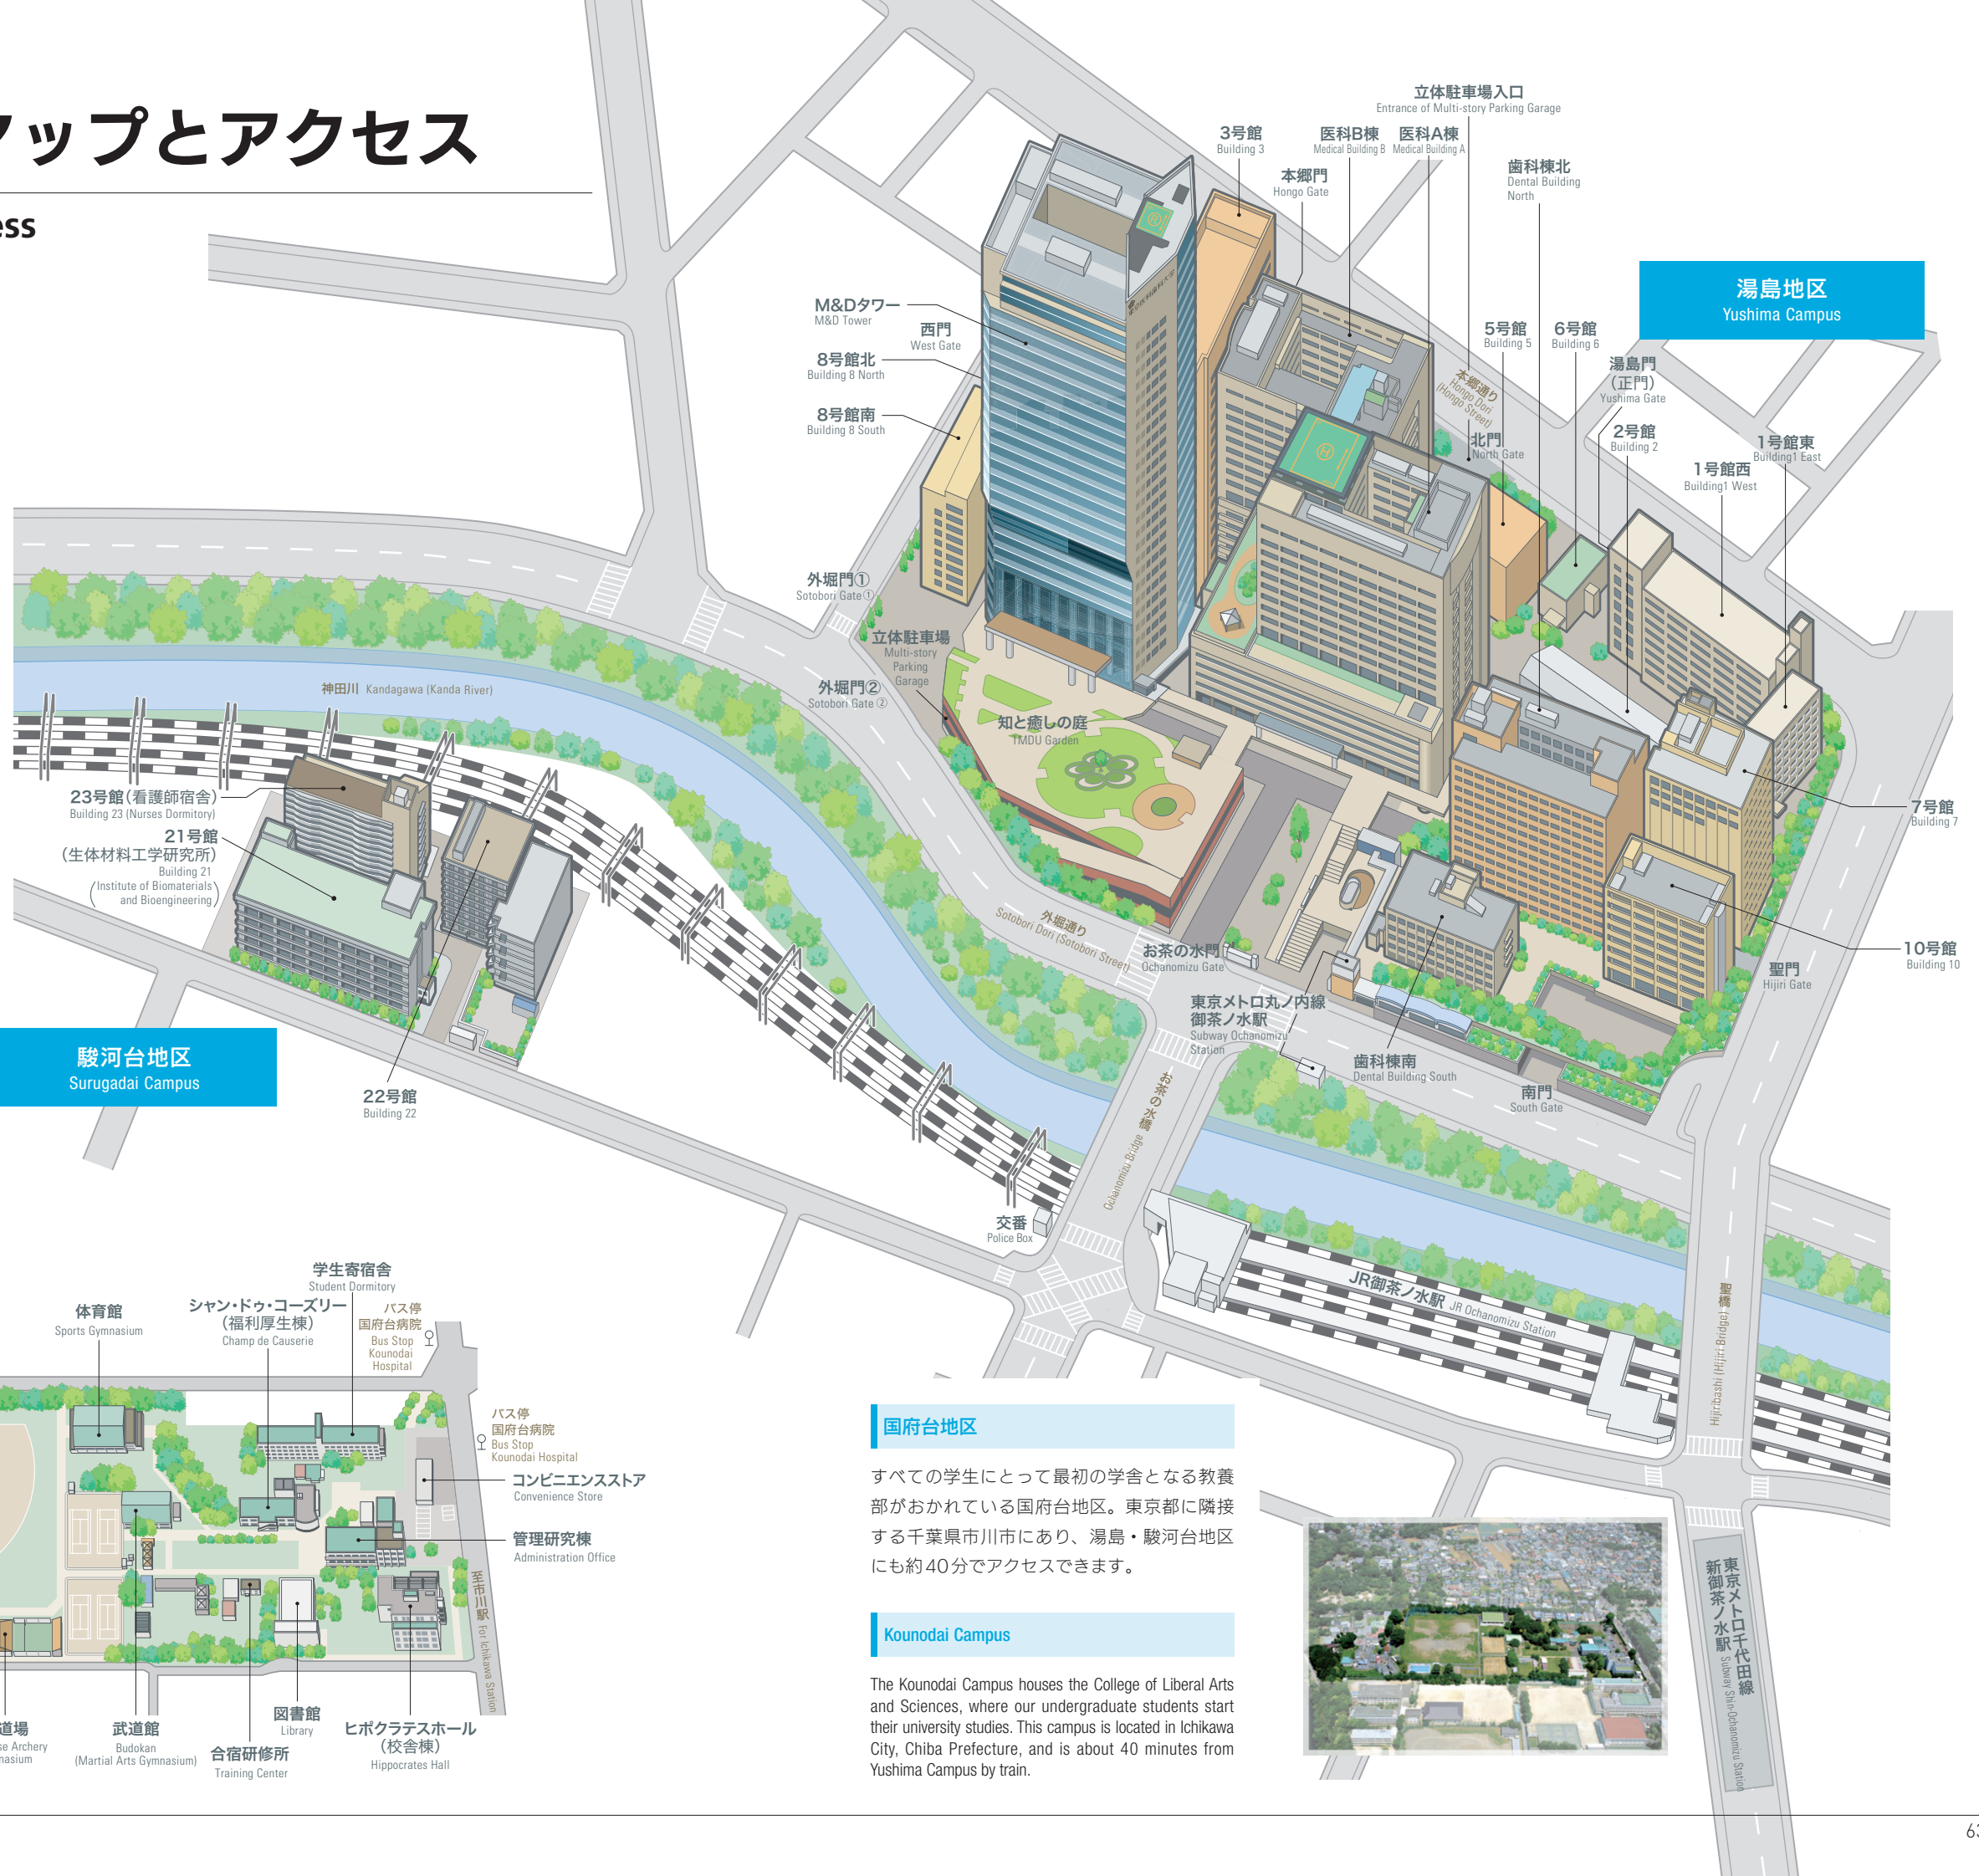 アップとアクセス
ess
立体駐車場入口
Entrance of Multi-story Parking Garage
3号館
Building 3
医科B棟
Medical Building B
医科A棟
Medical Building A
本郷門
Hongo Gate
歯科棟北
Dental Building
North
湯島地区
Yushima Campus
M&Dタワー
M&D Tower
西門
West Gate
8号館北
Building 8 North
8号館南
Building 8 South
5号館
Building 5
6号館
Building 6
湯島門
(正門)
Yushima Gate
本郷通り
Hongo Dori
(Hongo Street)
北門
North Gate
2号館
Building 2
1号館東
Building1 East
1号館西
Building1 West
外堀門①
Sotobori Gate①
立体駐車場
Multi-story
Parking
Garage
外堀門②
Sotobori Gate②
知と癒しの庭
TMDU Garden
神田川 Kandagawa (Kanda River)
23号館(看護師宿舎)
Building 23 (Nurses Dormitory)
21号館
(生体材料工学研究所)
Building 21
(Institute of Biomaterials
and Bioengineering)
7号館
Building 7
外堀通り
Sotobori Dori (Sotobori Street)
お茶の水門
Ochanomizu Gate
10号館
Building 10
聖門
Hijiri Gate
東京メトロ丸ノ内線
御茶ノ水駅
Subway Ochanomizu
Station
歯科棟南
Dental Building South
南門
South Gate
駿河台地区
Surugadai Campus
22号館
Building 22
お茶の水橋
Ochanomizu Bridge
交番
Police Box
JR御茶ノ水駅 JR Ochanomizu Station
聖橋
Hijiribashi (Hijiri Bridge)
学生寄宿舎
Student Dormitory
体育館
Sports Gymnasium
シャン・ドゥ・コーズリー
(福利厚生棟)
Champ de Causerie
バス停
国府台病院
Bus Stop
Kounodai
Hospital
バス停
国府台病院
Bus Stop
Kounodai Hospital
コンビニエンスストア
Convenience Store
管理研究棟
Administration Office
至市川駅 For Ichikawa Station
道場
se Archery
nasium
武道館
Budokan
(Martial Arts Gymnasium)
合宿研修所
Training Center
図書館
Library
ヒポクラテスホール
(校舎棟)
Hippocrates Hall
国府台地区
すべての学生にとって最初の学舎となる教養
部がおかれている国府台地区。東京都に隣接
する千葉県市川市にあり、湯島・駿河台地区
にも約40分でアクセスできます。
Kounodai Campus
The Kounodai Campus houses the College of Liberal Arts
and Sciences, where our undergraduate students start
their university studies. This campus is located in Ichikawa
City, Chiba Prefecture, and is about 40 minutes from
Yushima Campus by train.
東京メトロ千代田線
新御茶ノ水駅 Subway Shin-Ochanomizu Station
63